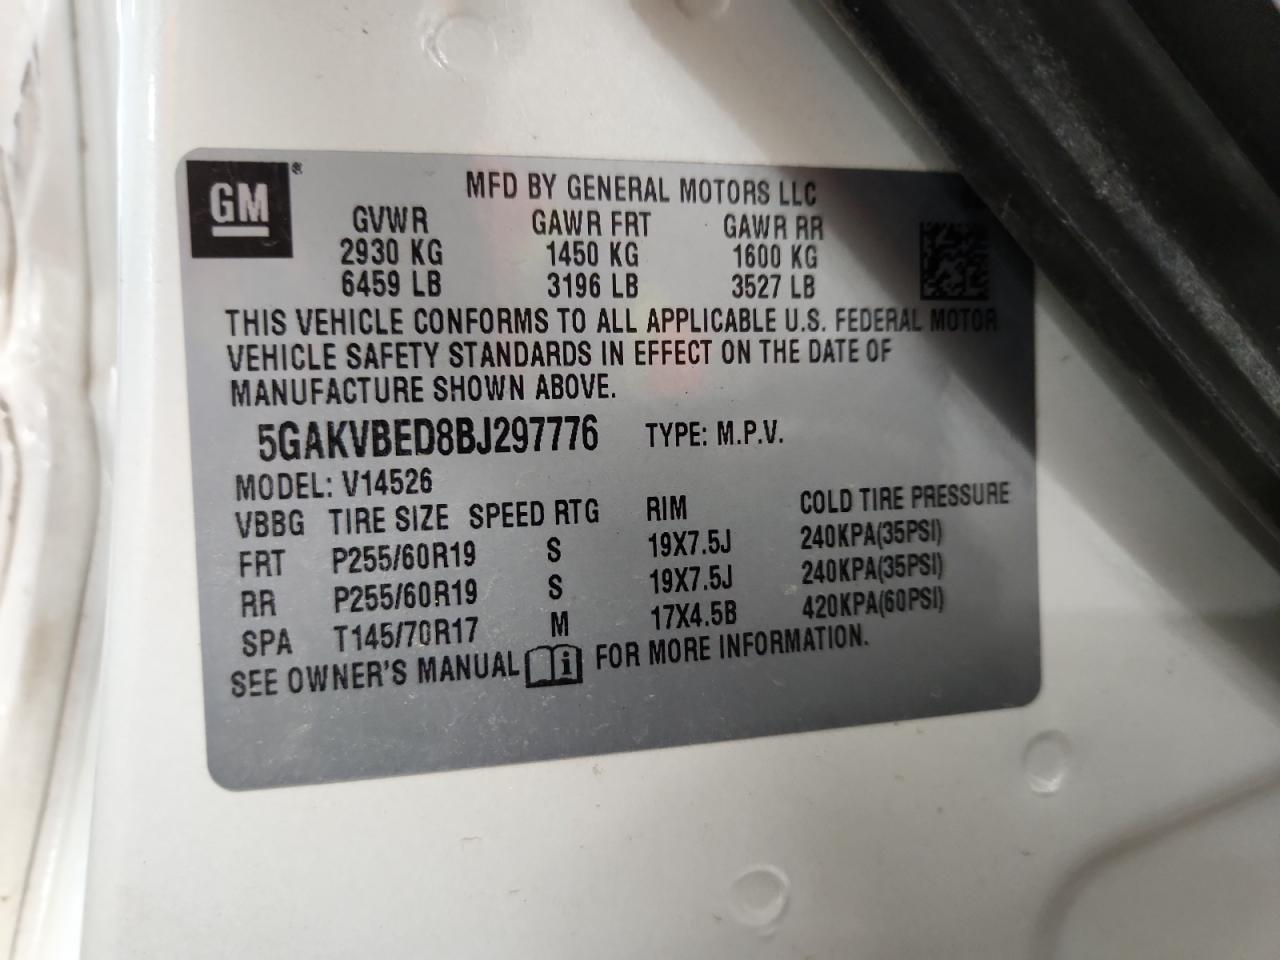 GM ®
MFD BY GENERAL MOTORS LLC
GVWR GAWR FRT GAWR RR
2930 KG 1450 KG 1600 KG
6459 LB 3196 LB 3527 LB
THIS VEHICLE CONFORMS TO ALL APPLICABLE U.S. FEDERAL MOTOR
VEHICLE SAFETY STANDARDS IN EFFECT ON THE DATE OF
MANUFACTURE SHOWN ABOVE.
5GAKVBED8BJ297776 TYPE: M.P.V.
MODEL: V14526
VBBG TIRE SIZE SPEED RTG RIM COLD TIRE PRESSURE
FRT P255/60R19 S 19X7.5J 240KPA(35PSI)
RR P255/60R19 S 19X7.5J 240KPA(35PSI)
SPA T145/70R17 M 17X4.5B 420KPA(60PSI)
SEE OWNER'S MANUAL i FOR MORE INFORMATION.